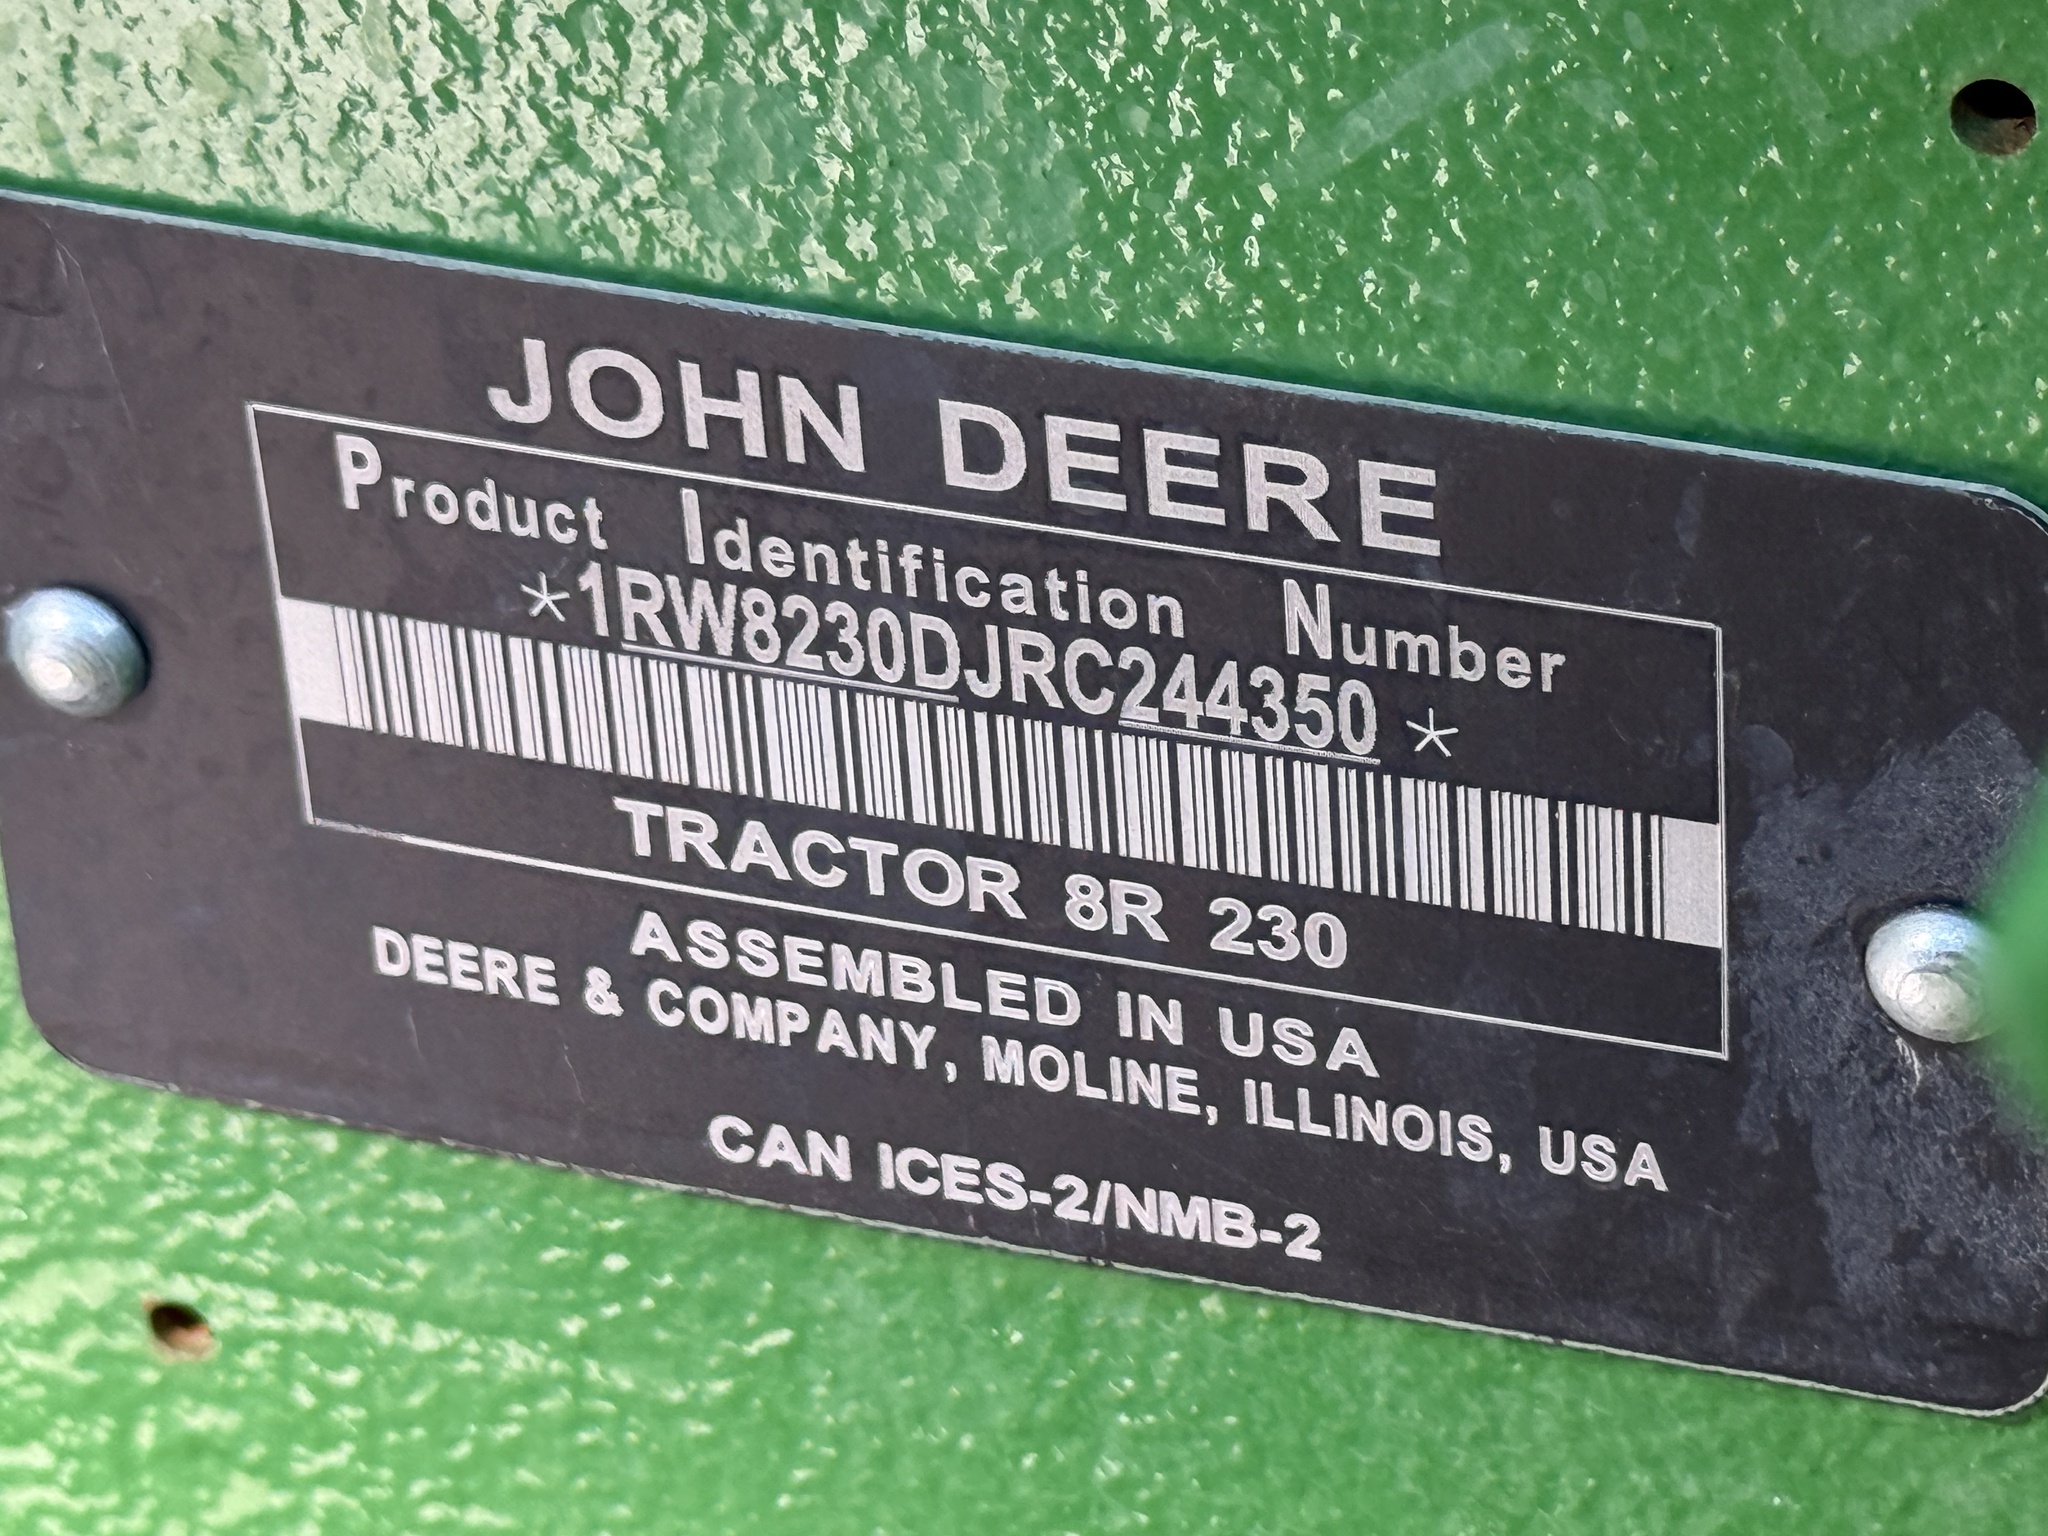 JOHN DEERE
Product Identification Number
*1RW8230DJRC244350*
TRACTOR 8R 230
ASSEMBLED IN USA
DEERE & COMPANY, MOLINE, ILLINOIS, USA
CAN ICES-2/NMB-2